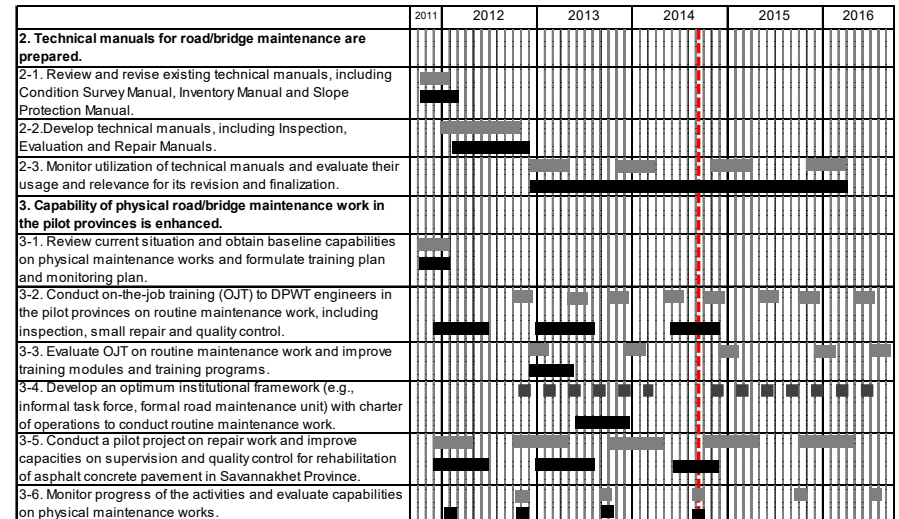 2011 2012 2013 2014 2015 2016
2. Technical manuals for road/bridge maintenance are
prepared.
2-1. Review and revise existing technical manuals, including
Condition Survey Manual, Inventory Manual and Slope
Protection Manual.
2-2.Develop technical manuals, including Inspection,
Evaluation and Repair Manuals.
2-3. Monitor utilization of technical manuals and evaluate their
usage and relevance for its revision and finalization.
3. Capability of physical road/bridge maintenance work in
the pilot provinces is enhanced.
3-1. Review current situation and obtain baseline capabilities
on physical maintenance works and formulate training plan
and monitoring plan.
3-2. Conduct on-the-job training (OJT) to DPWT engineers in
the pilot provinces on routine maintenance work, including
inspection, small repair and quality control.
3-3. Evaluate OJT on routine maintenance work and improve
training modules and training programs.
3-4. Develop an optimum institutional framework (e.g.,
informal task force, formal road maintenance unit) with charter
of operations to conduct routine maintenance work.
3-5. Conduct a pilot project on repair work and improve
capacities on supervision and quality control for rehabilitation
of asphalt concrete pavement in Savannakhet Province.
3-6. Monitor progress of the activities and evaluate capabilities
on physical maintenance works.